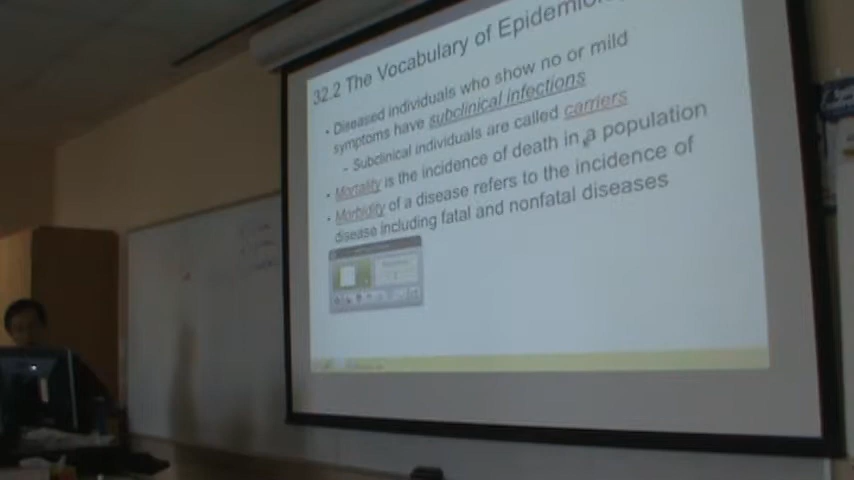 32.2 The Vocabulary of Epidemiolo
• Diseased individuals who show no or mild
symptoms have subclinical infections
– Subclinical individuals are called carriers
• Mortality is the incidence of death in a population
• Morbidity of a disease refers to the incidence of
disease including fatal and nonfatal diseases